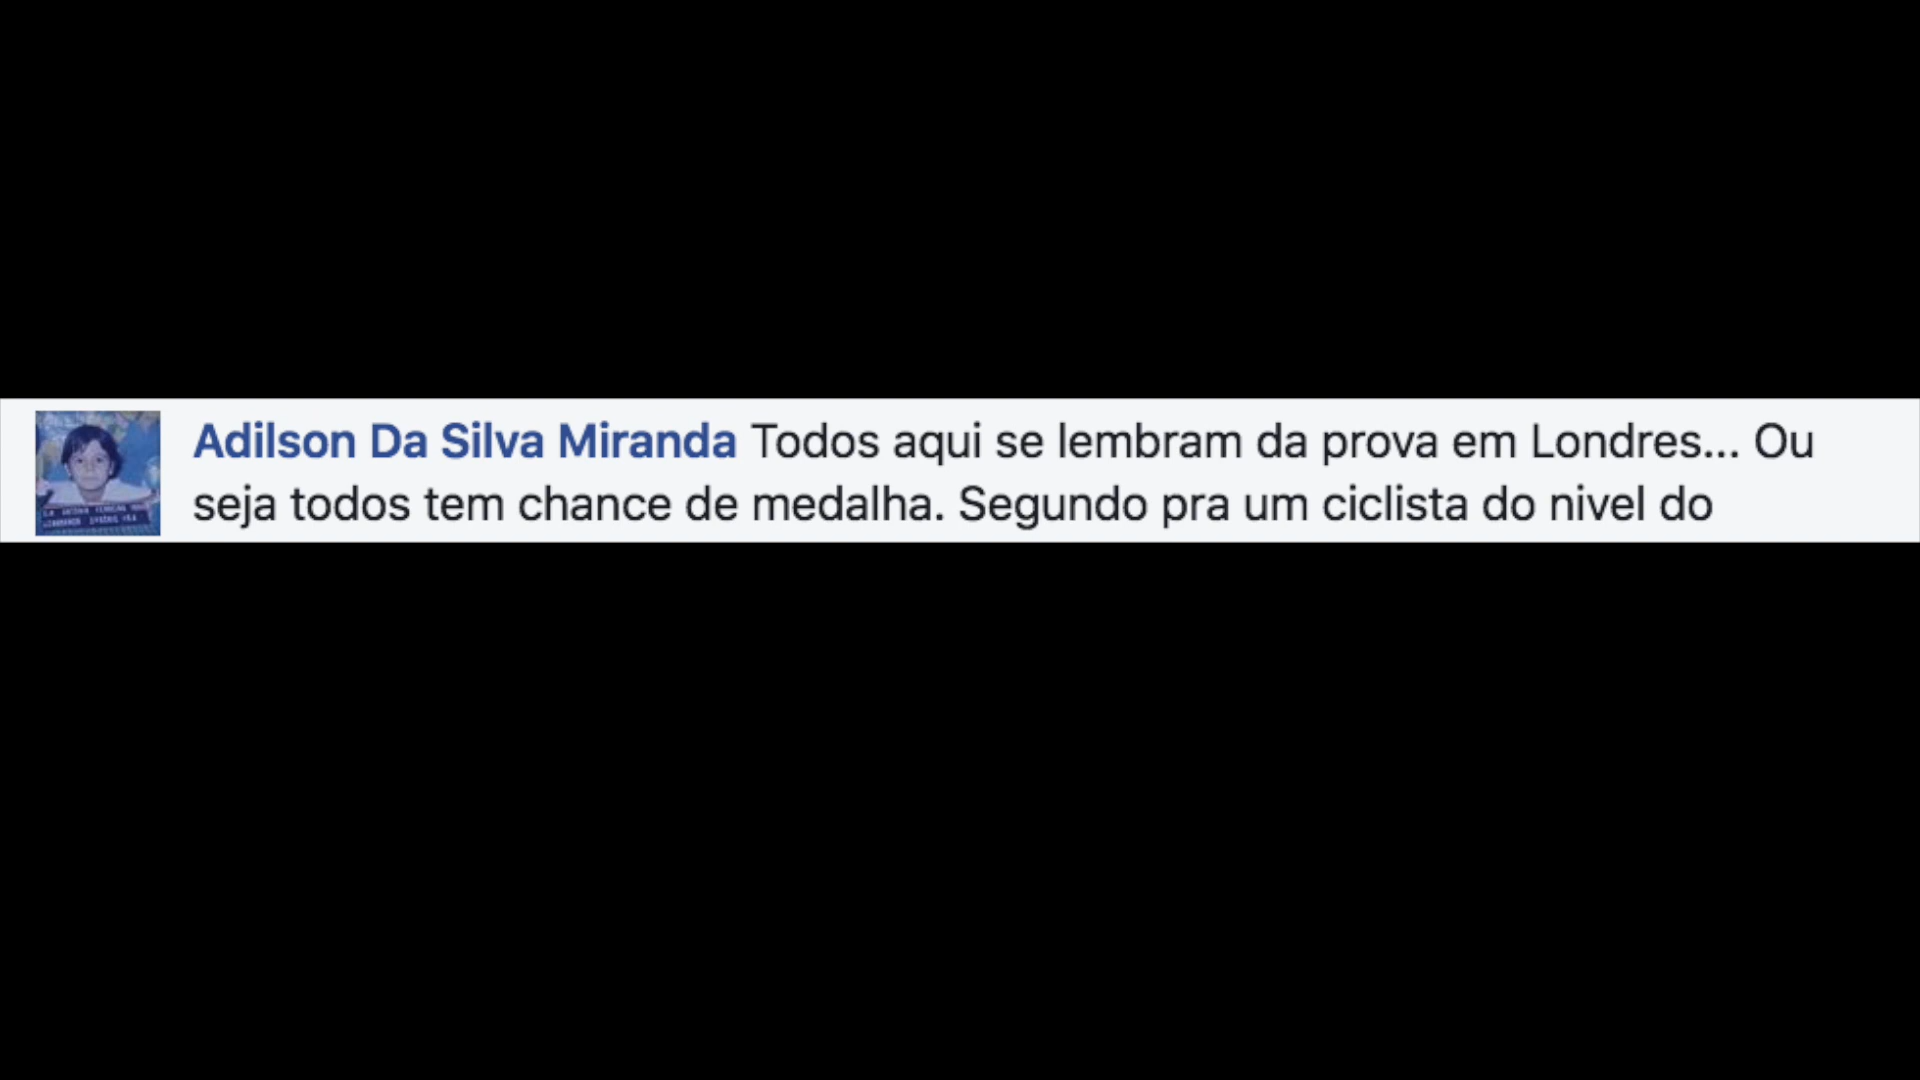 Adilson Da Silva Miranda Todos aqui se lembram da prova em Londres... Ou
seja todos tem chance de medalha. Segundo pra um ciclista do nivel do